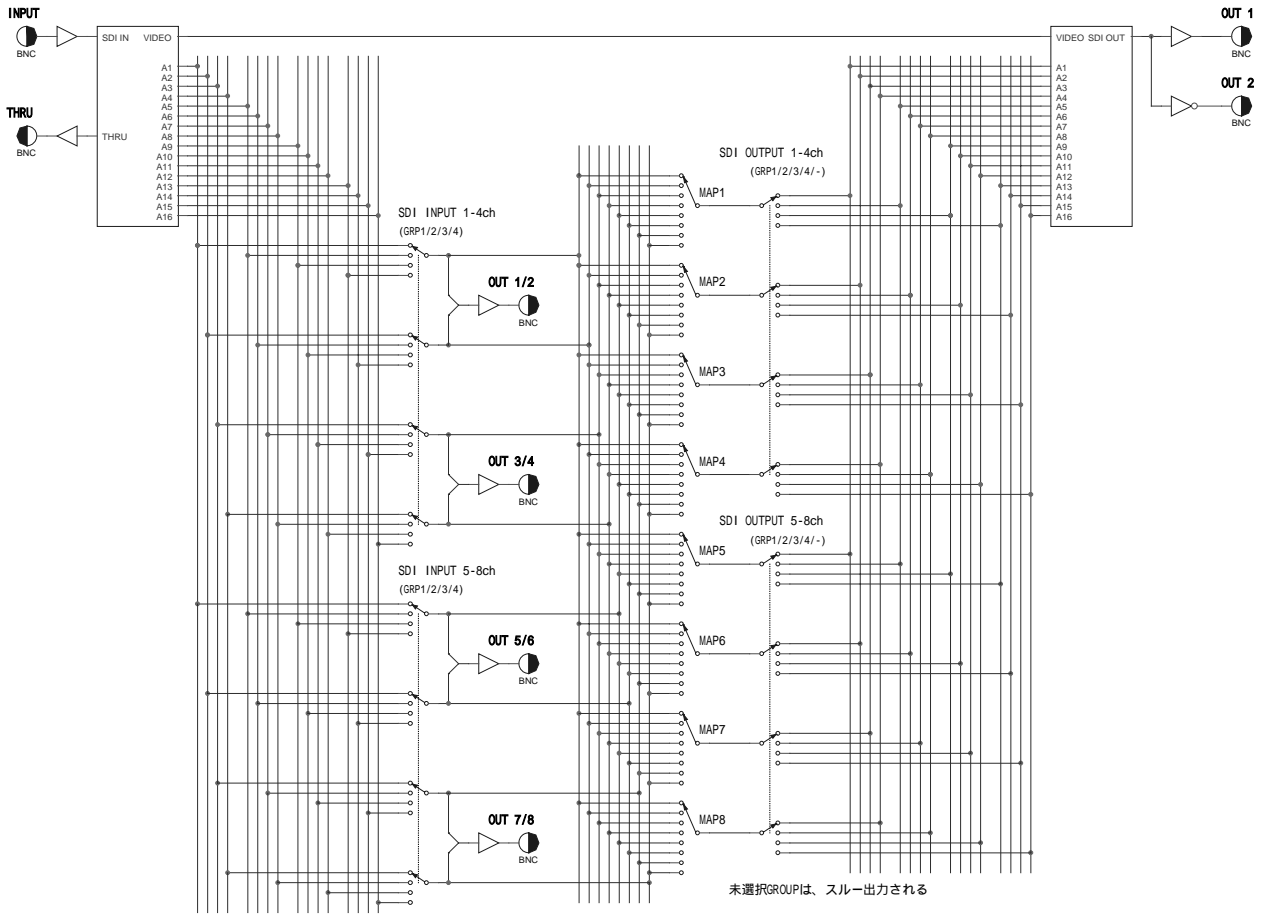 INPUT
BNC
SDI IN VIDEO
A1
A2
A3
A4
A5
A6
A7
A8
A9
A10
A11
A12
A13
A14
A15
A16
THRU
THRU
BNC
VIDEO SDI OUT
A1
A2
A3
A4
A5
A6
A7
A8
A9
A10
A11
A12
A13
A14
A15
A16
OUT 1
BNC
OUT 2
BNC
SDI INPUT 1-4ch
(GRP1/2/3/4)
OUT 1/2
BNC
OUT 3/4
BNC
SDI INPUT 5-8ch
(GRP1/2/3/4)
OUT 5/6
BNC
OUT 7/8
BNC
SDI OUTPUT 1-4ch
(GRP1/2/3/4/-)
MAP1
MAP2
MAP3
MAP4
SDI OUTPUT 5-8ch
(GRP1/2/3/4/-)
MAP5
MAP6
MAP7
MAP8
未選択GROUPは、スルー出力される